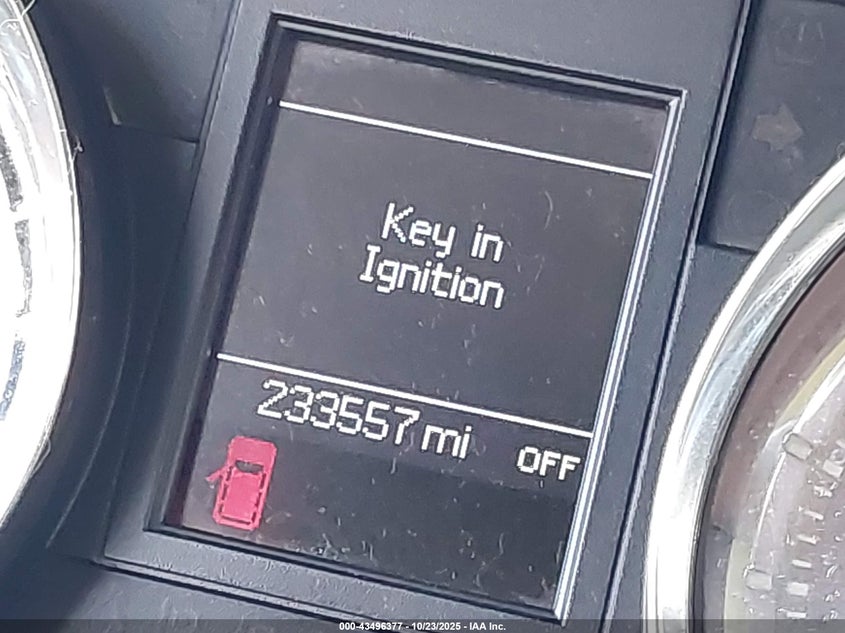 Key in
Ignition
233557 mi
OFF
000-43496377 - 10/23/2025 - IAA Inc.